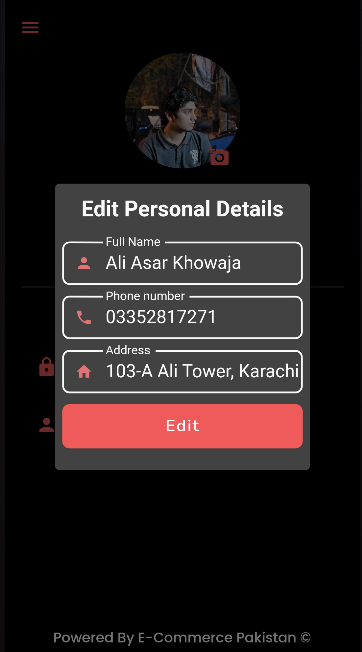 Edit Personal Details
Full Name
Ali Asar Khowaja
Phone number
03352817271
Address
103-A Ali Tower, Karachi
Edit
Powered By E-Commerce Pakistan ©